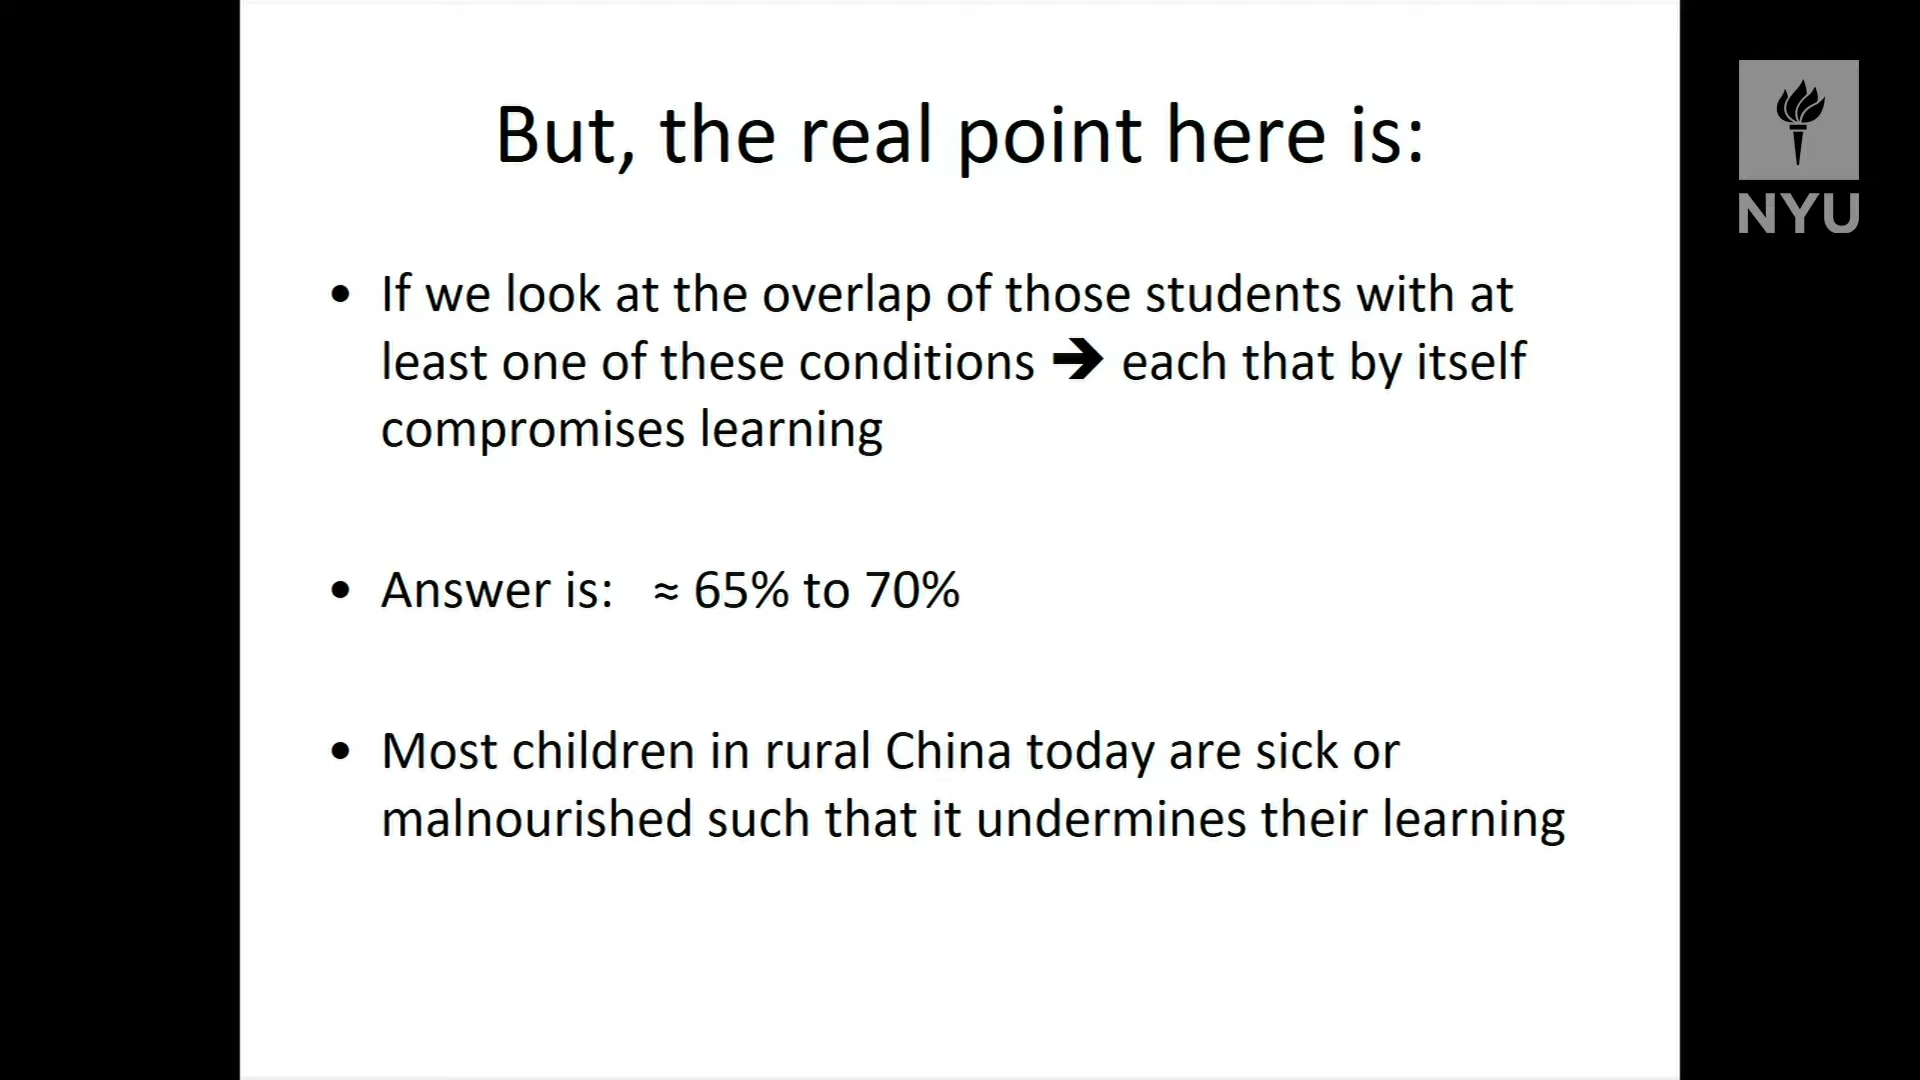 But, the real point here is:
• If we look at the overlap of those students with at
least one of these conditions ➔ each that by itself
compromises learning
• Answer is: ≈ 65% to 70%
• Most children in rural China today are sick or
malnourished such that it undermines their learning
NYU